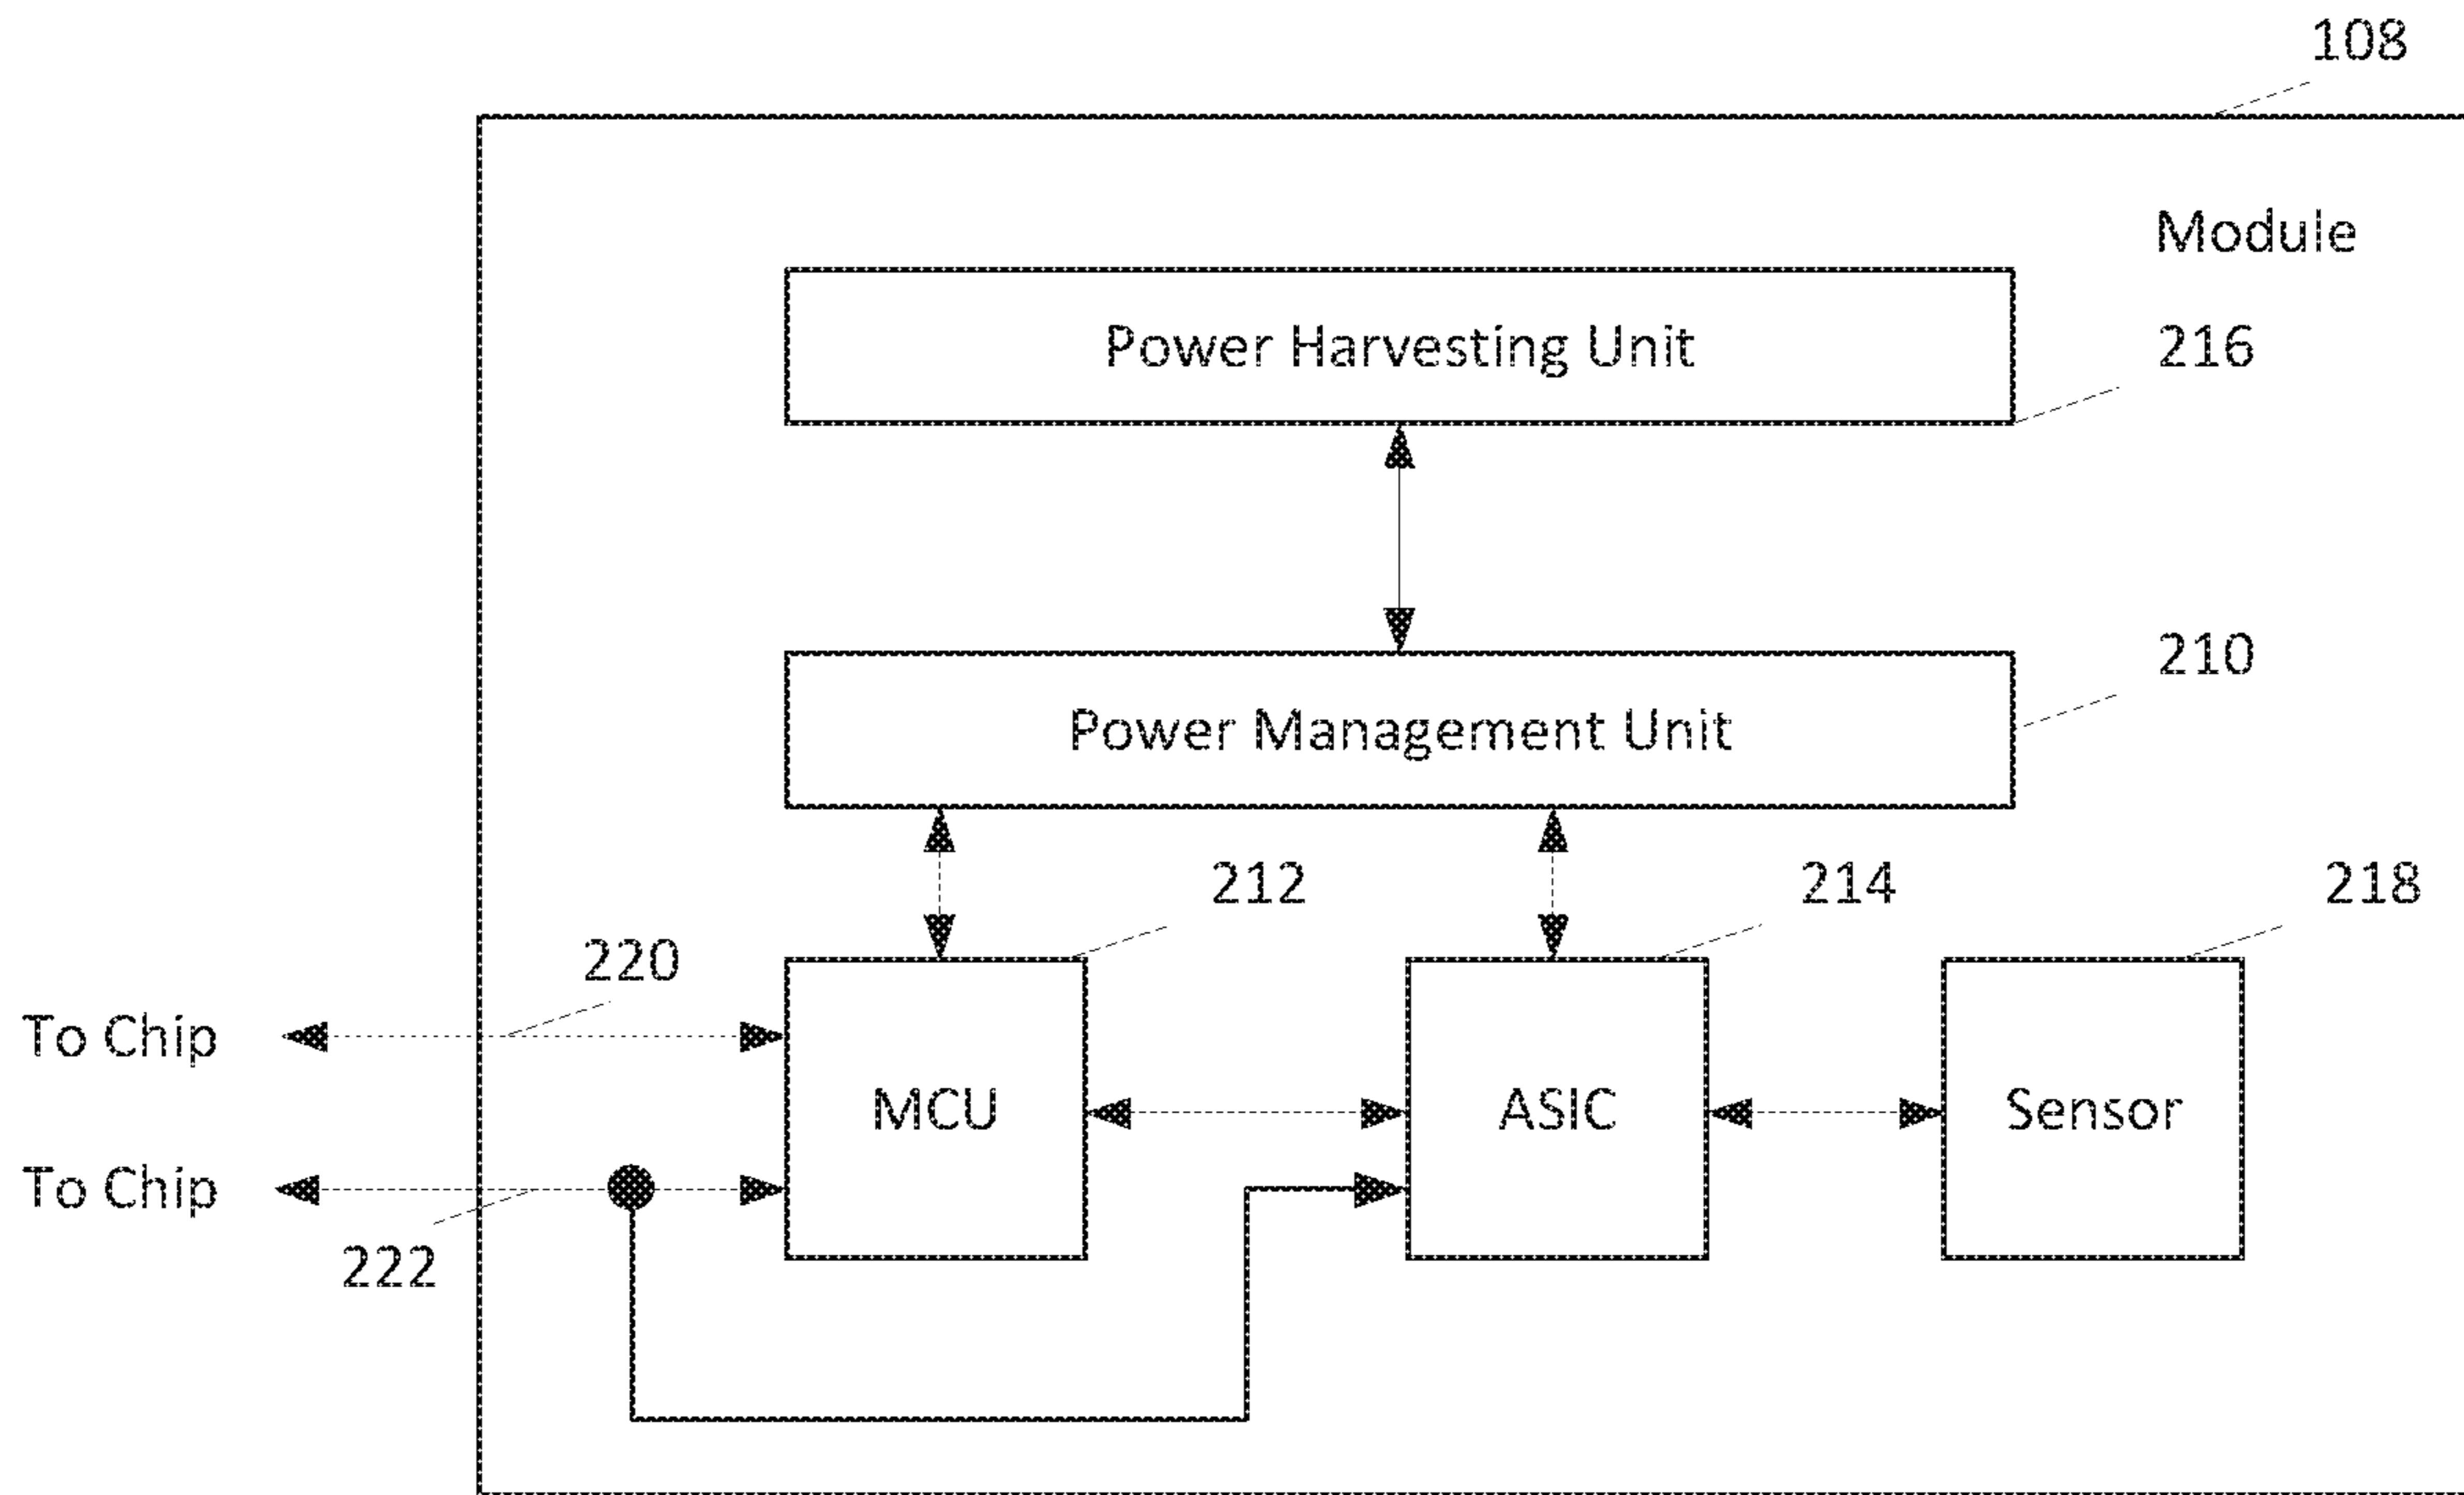 108
Module
Power Harvesting Unit
216
210
Power Management Unit
212
214
218
220
To Chip
MCU
ASIC
Sensor
To Chip
222